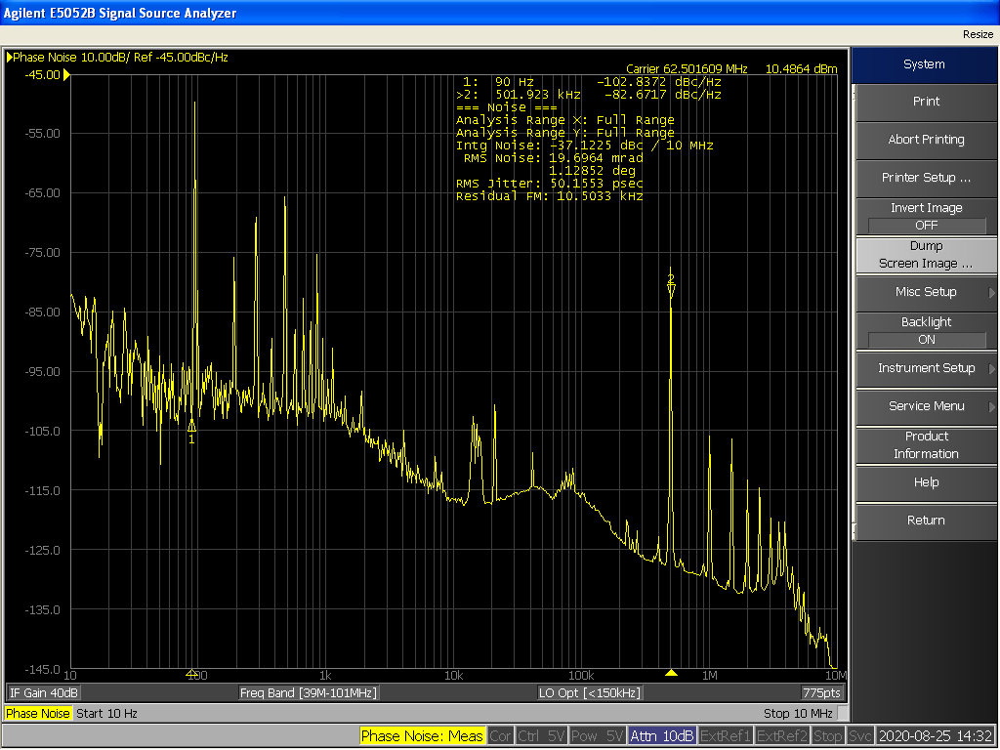 Agilent E5052B Signal Source Analyzer
Resize
Phase Noise 10.00dB/ Ref -45.00dBc/Hz
Carrier 62.501609 MHz 10.4864 dBm
1: 90 Hz -102.8372 dBc/Hz
>2: 501.923 kHz -82.6717 dBc/Hz
=== Noise ===
Analysis Range X: Full Range
Analysis Range Y: Full Range
Intg Noise: -37.1225 dBc / 10 MHz
RMS Noise: 19.6964 mrad
1.12852 deg
RMS Jitter: 50.1553 psec
Residual FM: 10.5033 kHz
-45.00
-55.00
-65.00
-75.00
-85.00
-95.00
-105.0
-115.0
-125.0
-135.0
-145.0
1
2
10 100 1k 10k 100k 1M 10M
IF Gain 40dB Freq Band [39M-101MHz] LO Opt [<150kHz] 775pts
Phase Noise Start 10 Hz Stop 10 MHz
System
Print
Abort Printing
Printer Setup ...
Invert Image
OFF
Dump
Screen Image ...
Misc Setup
Backlight
ON
Instrument Setup
Service Menu
Product
Information
Help
Return
Phase Noise: Meas Cor Ctrl 5V Pow 5V Attn 10dB ExtRef1 ExtRef2 Stop Svc 2020-08-25 14:32